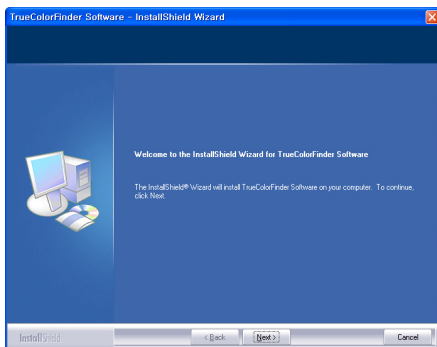 TrueColorFinder Software - InstallShield Wizard
Welcome to the InstallShield Wizard for TrueColorFinder Software
The InstallShield® Wizard will install TrueColorFinder Software on your computer. To continue,
click Next.
InstallShield
< Back
Next >
Cancel